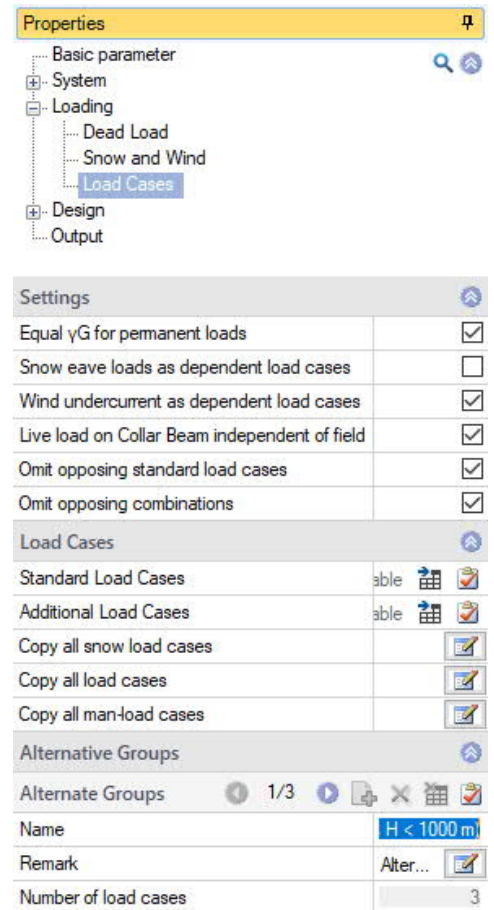 Properties
Basic parameter
System
Loading
Dead Load
Snow and Wind
Load Cases
Design
Output
Settings
Equal γG for permanent loads
Snow eave loads as dependent load cases
Wind undercurrent as dependent load cases
Live load on Collar Beam independent of field
Omit opposing standard load cases
Omit opposing combinations
Load Cases
Standard Load Cases able
Additional Load Cases able
Copy all snow load cases
Copy all load cases
Copy all man-load cases
Alternative Groups
Alternate Groups 1/3
Name H < 1000 m)
Remark Alter...
Number of load cases 3